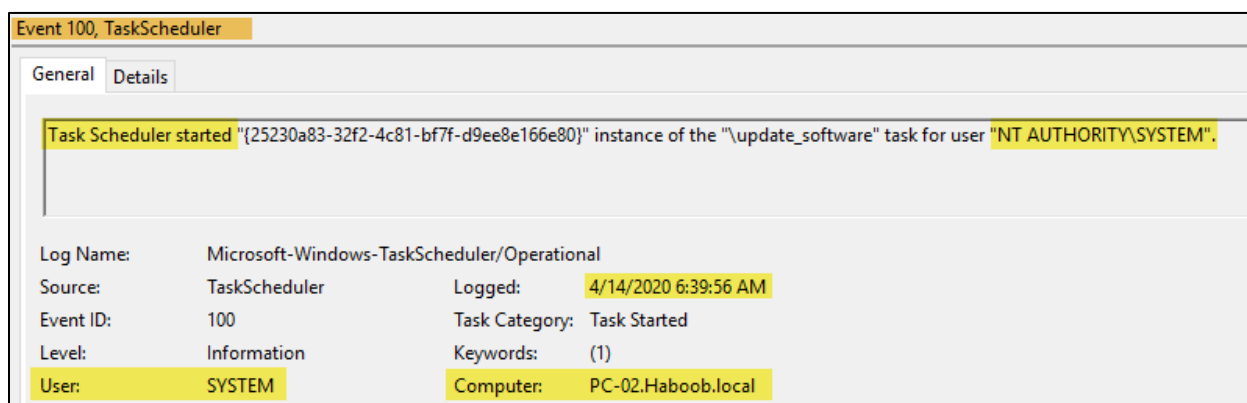 Event 100, TaskScheduler
General Details
Task Scheduler started "{25230a83-32f2-4c81-bf7f-d9ee8e166e80}" instance of the "\update_software" task for user "NT AUTHORITY\SYSTEM".
Log Name: Microsoft-Windows-TaskScheduler/Operational
Source: TaskScheduler Logged: 4/14/2020 6:39:56 AM
Event ID: 100 Task Category: Task Started
Level: Information Keywords: (1)
User: SYSTEM Computer: PC-02.Haboob.local